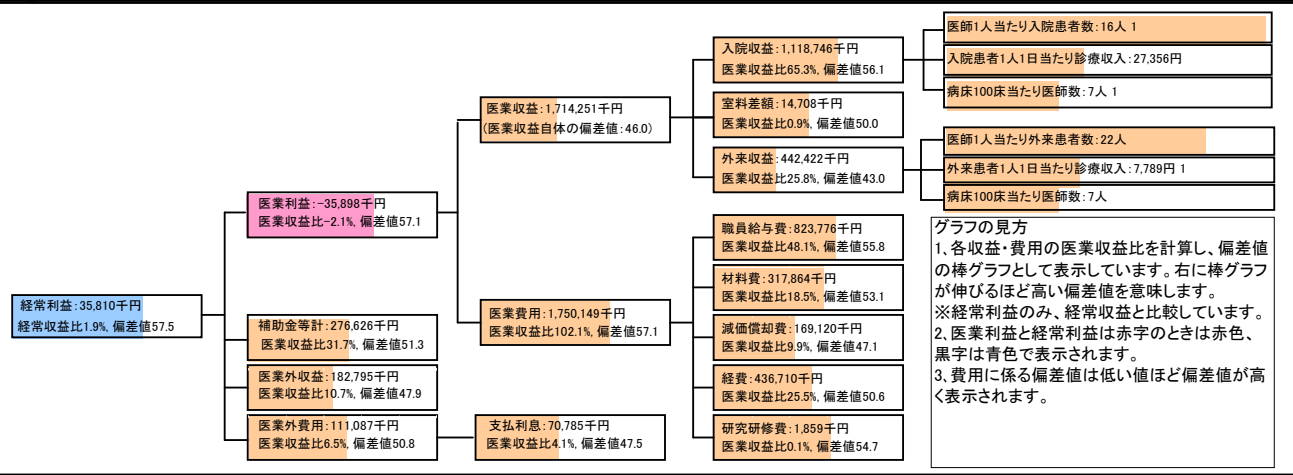 医師1人当たり入院患者数:16人 1
入院収益:1,118,746千円
医業収益比65.3%, 偏差値56.1
入院患者1人1日当たり診療収入:27,356円
病床100床当たり医師数:7人 1
医業収益:1,714,251千円
(医業収益自体の偏差値:46.0)
室料差額:14,708千円
医業収益比0.9%, 偏差値50.0
医師1人当たり外来患者数:22人
外来収益:442,422千円
医業収益比25.8%, 偏差値43.0
外来患者1人1日当たり診療収入:7,789円 1
病床100床当たり医師数:7人
医業利益:-35,898千円
医業収益比-2.1%, 偏差値57.1
職員給与費:823,776千円
医業収益比48.1%, 偏差値55.8
材料費:317,864千円
医業収益比18.5%, 偏差値53.1
経常利益:35,810千円
経常収益比1.9%, 偏差値57.5
医業費用:1,750,149千円
医業収益比102.1%, 偏差値57.1
補助金等計:276,626千円
医業収益比31.7%, 偏差値51.3
減価償却費:169,120千円
医業収益比9.9%, 偏差値47.1
医業外収益:182,795千円
医業収益比10.7%, 偏差値47.9
経費:436,710千円
医業収益比25.5%, 偏差値50.6
医業外費用:111,087千円
医業収益比6.5%, 偏差値50.8
支払利息:70,785千円
医業収益比4.1%, 偏差値47.5
研究研修費:1,859千円
医業収益比0.1%, 偏差値54.7
グラフの見方
1、各収益・費用の医業収益比を計算し、偏差値
の棒グラフとして表示しています。右に棒グラフ
が伸びるほど高い偏差値を意味します。
※経常利益のみ、経常収益と比較しています。
2、医業利益と経常利益は赤字のときは赤色、
黒字は青色で表示されます。
3、費用に係る偏差値は低い値ほど偏差値が高
く表示されます。